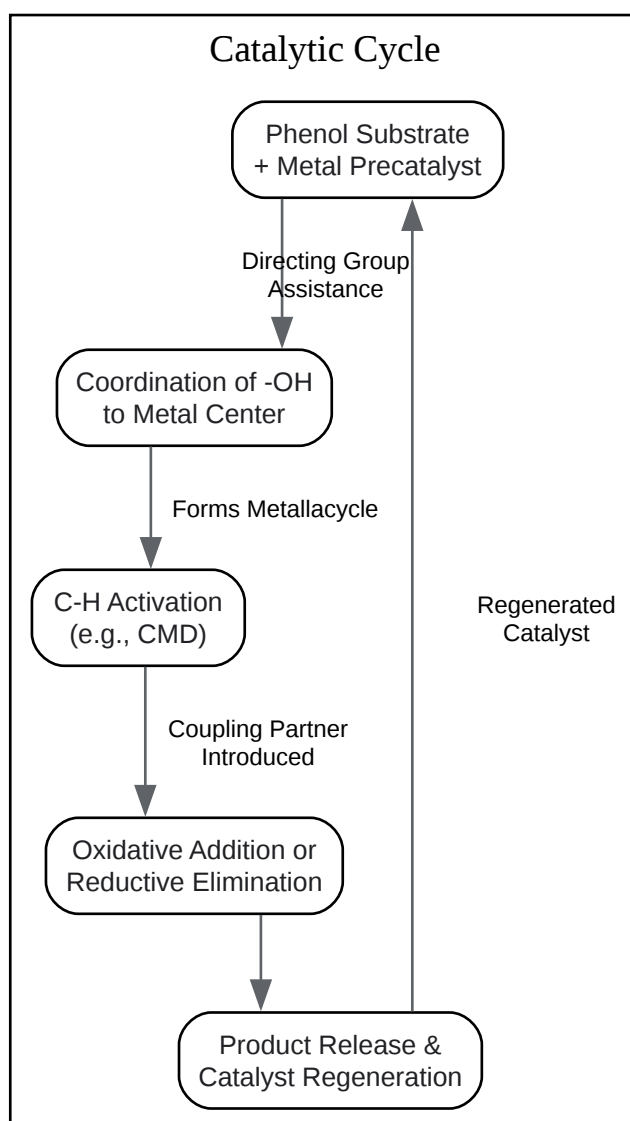 Catalytic Cycle
Phenol Substrate
+ Metal Precatalyst
Directing Group
Assistance
Coordination of -OH
to Metal Center
Forms Metallacycle
C-H Activation
(e.g., CMD)
Regenerated
Catalyst
Coupling Partner
Introduced
Oxidative Addition or
Reductive Elimination
Product Release &
Catalyst Regeneration